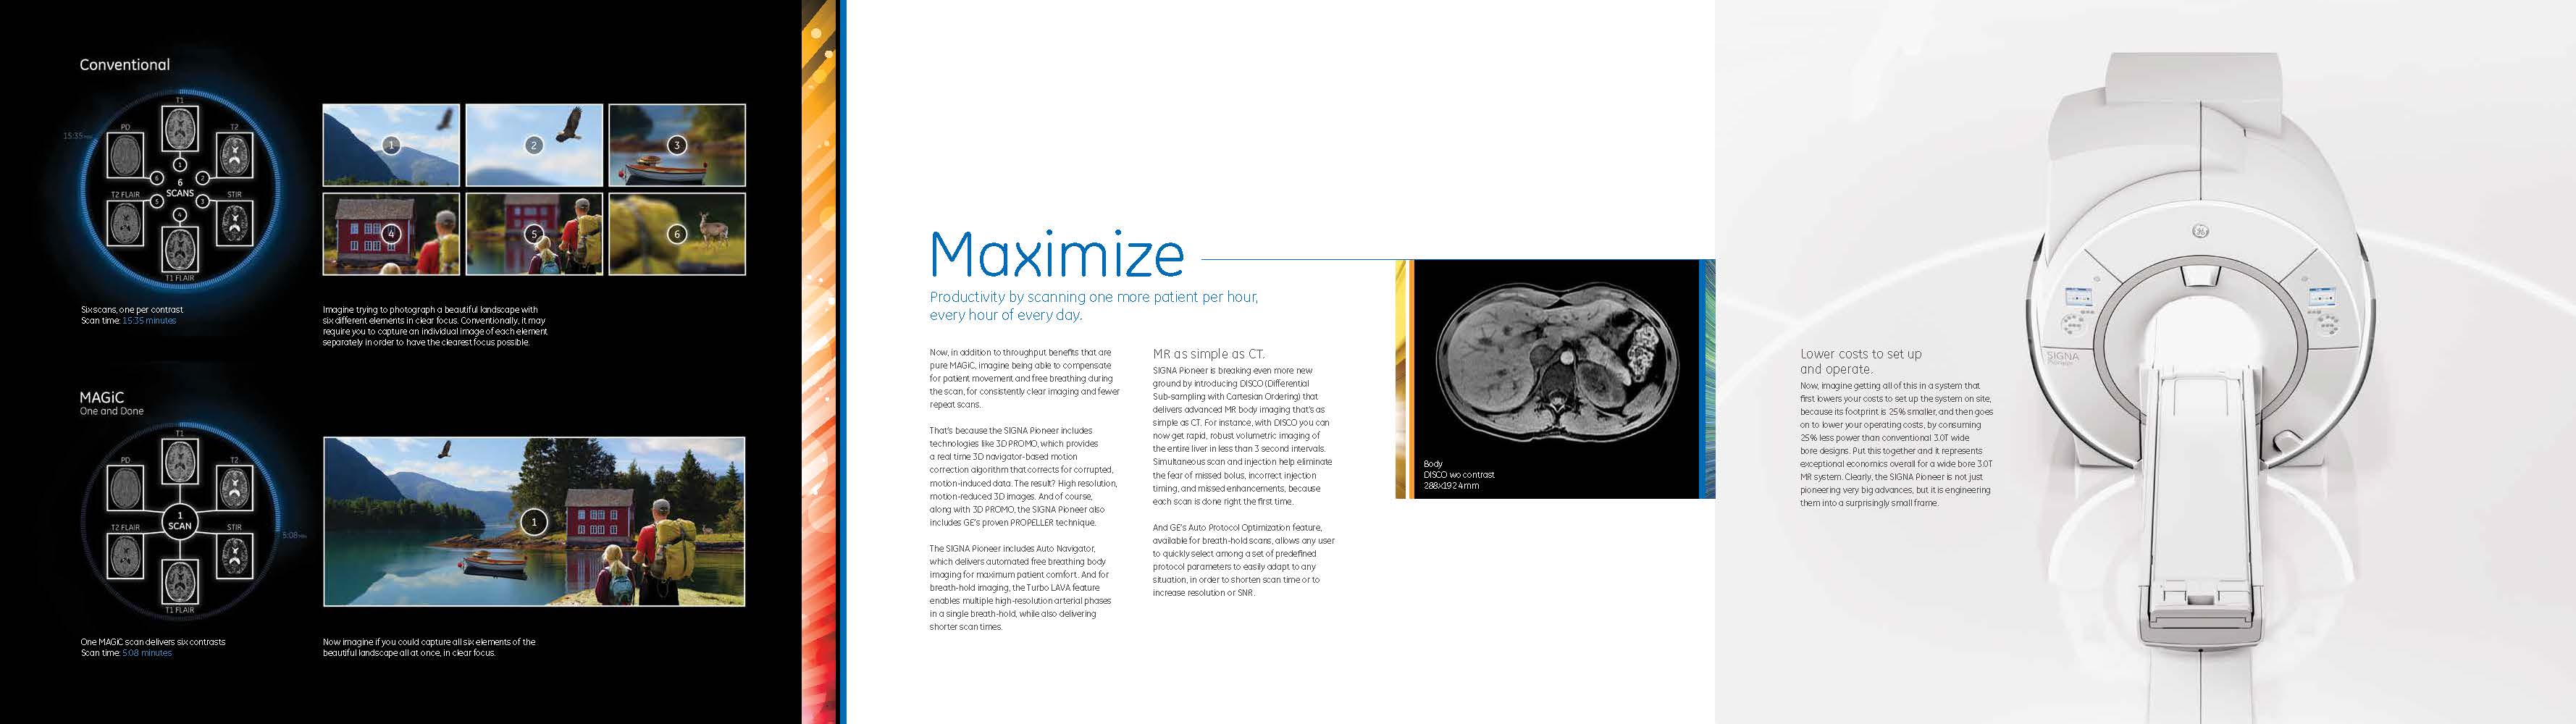 Conventional
T1
PD
T2
15:35
1
6
2
6
SCANS
T2 FLAIR
STIR
5
3
4
T1 FLAIR
1
2
3
4
5
6
Six scans, one per contrast
Scan time: 15:35 minutes
Imagine trying to photograph a beautiful landscape with
six different elements in clear focus. Conventionally, it may
require you to capture an individual image of each element
separately in order to have the clearest focus possible.
MAGiC
One and Done
T1
PD
T2
1
SCAN
T2 FLAIR
STIR
5:08
T1 FLAIR
1
One MAGiC scan delivers six contrasts
Scan time: 5:08 minutes
Now imagine if you could capture all six elements of the
beautiful landscape all at once, in clear focus.
Maximize
Productivity by scanning one more patient per hour,
every hour of every day.
Now, in addition to throughput benefits that are
pure MAGiC, imagine being able to compensate
for patient movement and free breathing during
the scan, for consistently clear imaging and fewer
repeat scans.
That's because the SIGNA Pioneer includes
technologies like 3D PROMO, which provides
a real time 3D navigator-based motion
correction algorithm that corrects for corrupted,
motion-induced data. The result? High resolution,
motion-reduced 3D images. And of course,
along with 3D PROMO, the SIGNA Pioneer also
includes GE's proven PROPELLER technique.
The SIGNA Pioneer includes Auto Navigator,
which delivers automated free breathing body
imaging for maximum patient comfort. And for
breath-hold imaging, the Turbo LAVA feature
enables multiple high-resolution arterial phases
in a single breath-hold, while also delivering
shorter scan times.
MR as simple as CT.
SIGNA Pioneer is breaking even more new
ground by introducing DISCO (Differential
Sub-sampling with Cartesian Ordering) that
delivers advanced MR body imaging that's as
simple as CT. For instance, with DISCO you can
now get rapid, robust volumetric imaging of
the entire liver in less than 3 second intervals.
Simultaneous scan and injection help eliminate
the fear of missed bolus, incorrect injection
timing, and missed enhancements, because
each scan is done right the first time.
And GE's Auto Protocol Optimization feature,
available for breath-hold scans, allows any user
to quickly select among a set of predefined
protocol parameters to easily adapt to any
situation, in order to shorten scan time or to
increase resolution or SNR.
Body
DISCO wo contrast
288x192 4mm
Lower costs to set up
and operate.
Now, imagine getting all of this in a system that
first lowers your costs to set up the system on site,
because its footprint is 25% smaller, and then goes
on to lower your operating costs, by consuming
25% less power than conventional 3.0T wide
bore designs. Put this together and it represents
exceptional economics overall for a wide bore 3.0T
MR system. Clearly, the SIGNA Pioneer is not just
pioneering very big advances, but it is engineering
them into a surprisingly small frame.
GE
SIGNA
Pioneer